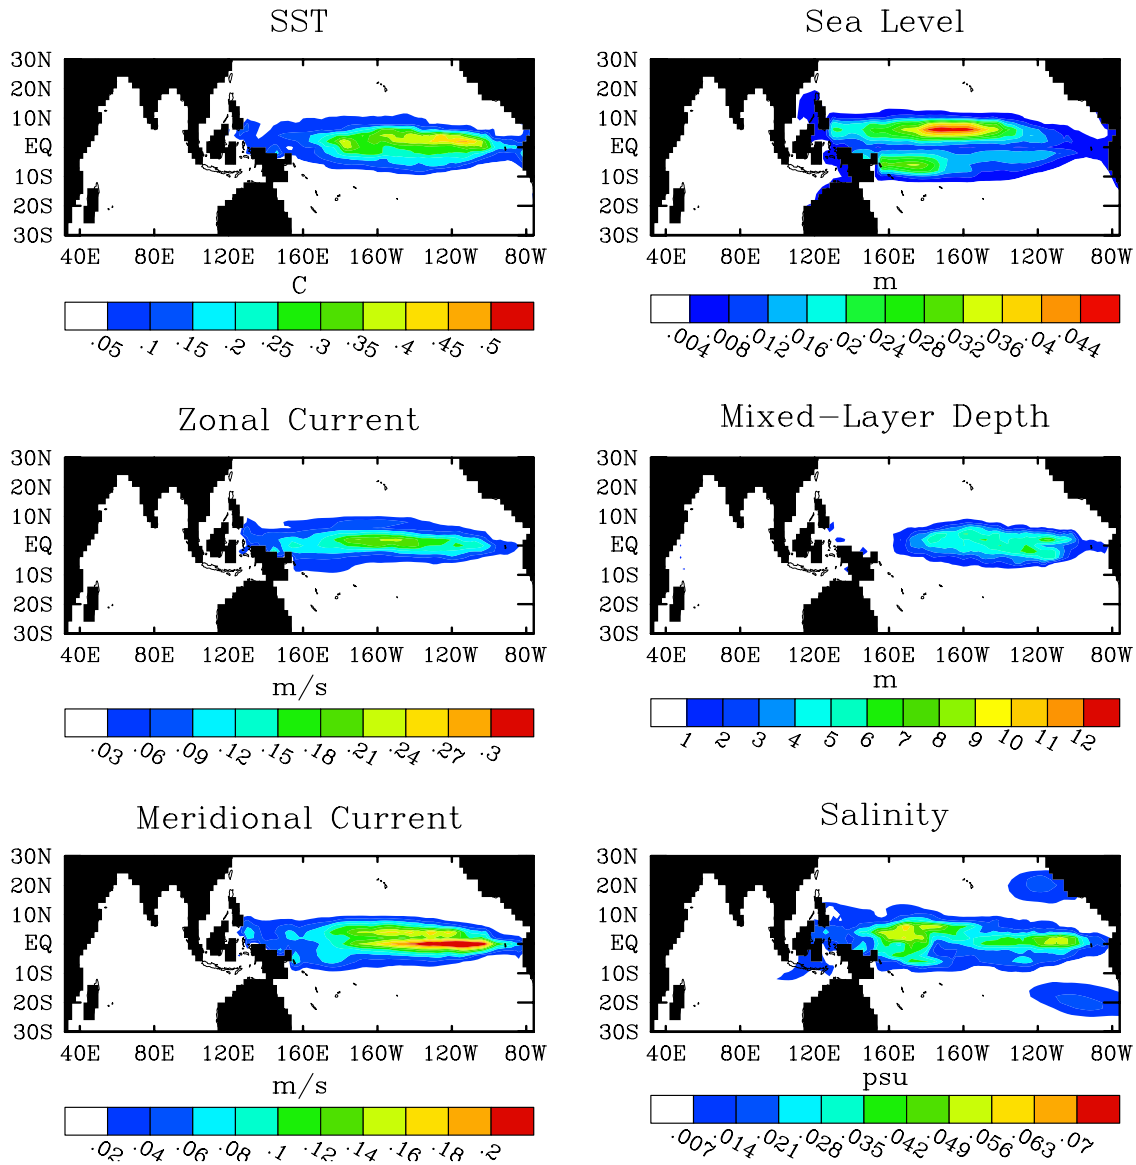 SST
30N
20N
10N
EQ
10S
20S
30S
40E 80E 120E 160E 160W 120W 80W
C
.05 .1 .15 .2 .25 .3 .35 .4 .45 .5
Sea Level
30N
20N
10N
EQ
10S
20S
30S
40E 80E 120E 160E 160W 120W 80W
m
.004 .008 .012 .016 .02 .024 .028 .032 .036 .04 .044
Zonal Current
30N
20N
10N
EQ
10S
20S
30S
40E 80E 120E 160E 160W 120W 80W
m/s
.03 .06 .09 .12 .15 .18 .21 .24 .27 .3
Mixed-Layer Depth
30N
20N
10N
EQ
10S
20S
30S
40E 80E 120E 160E 160W 120W 80W
m
1 2 3 4 5 6 7 8 9 10 11 12
Meridional Current
30N
20N
10N
EQ
10S
20S
30S
40E 80E 120E 160E 160W 120W 80W
m/s
.02 .04 .06 .08 .1 .12 .14 .16 .18 .2
Salinity
30N
20N
10N
EQ
10S
20S
30S
40E 80E 120E 160E 160W 120W 80W
psu
.007 .014 .021 .028 .035 .042 .049 .056 .063 .07